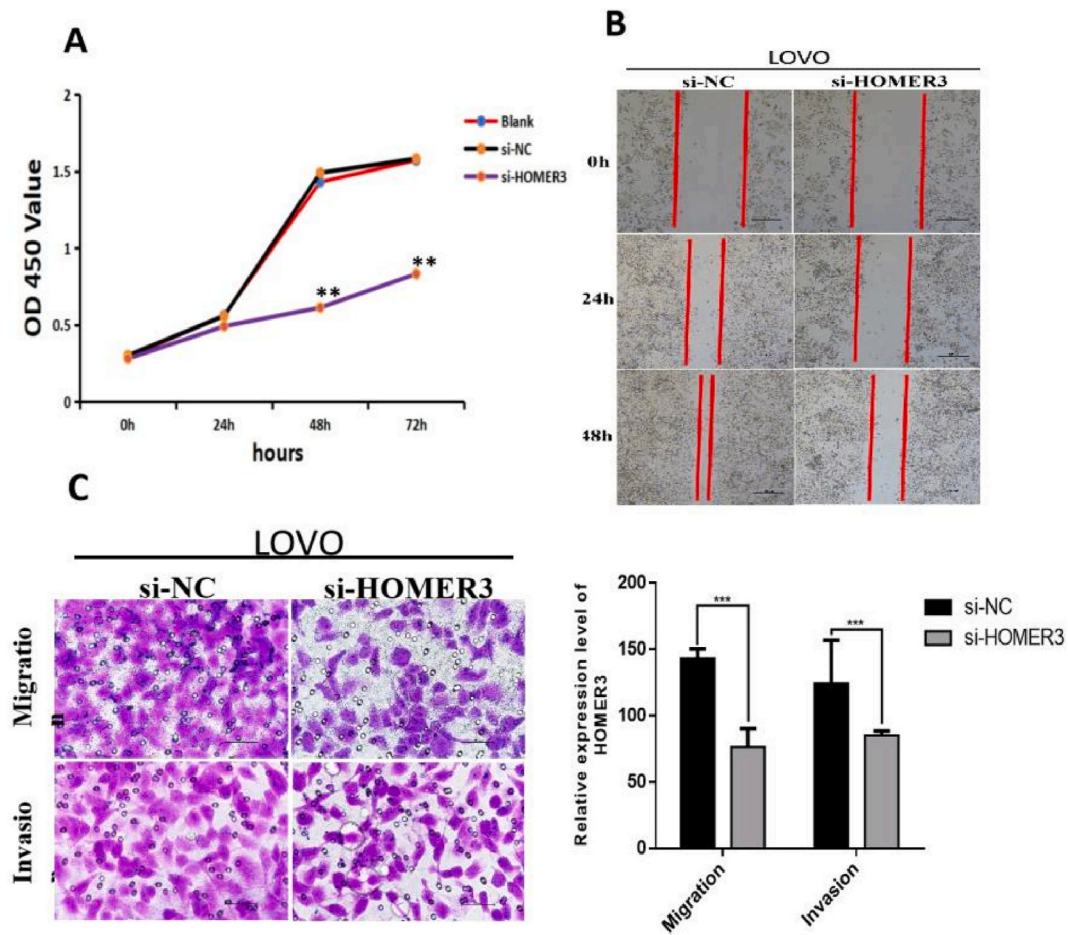 A
2
1.5
1
0.5
0
0h
24h
48h
72h
hours
OD 450 Value
Blank
si-NC
si-HOMER3
**
**
B
LOVO
si-NC
si-HOMER3
0h
24h
48h
C
LOVO
si-NC
si-HOMER3
Migratio
n
Invasio
n
Relative expression level of
HOMER3
200
150
100
50
0
***
***
si-NC
si-HOMER3
Migration
Invasion